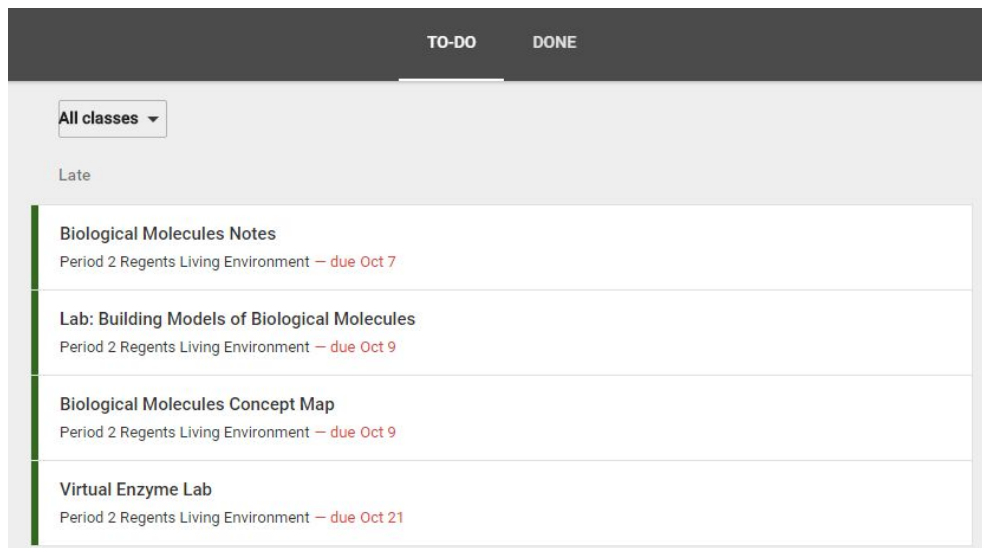 TO-DO DONE
All classes
Late
Biological Molecules Notes
Period 2 Regents Living Environment — due Oct 7
Lab: Building Models of Biological Molecules
Period 2 Regents Living Environment — due Oct 9
Biological Molecules Concept Map
Period 2 Regents Living Environment — due Oct 9
Virtual Enzyme Lab
Period 2 Regents Living Environment — due Oct 21